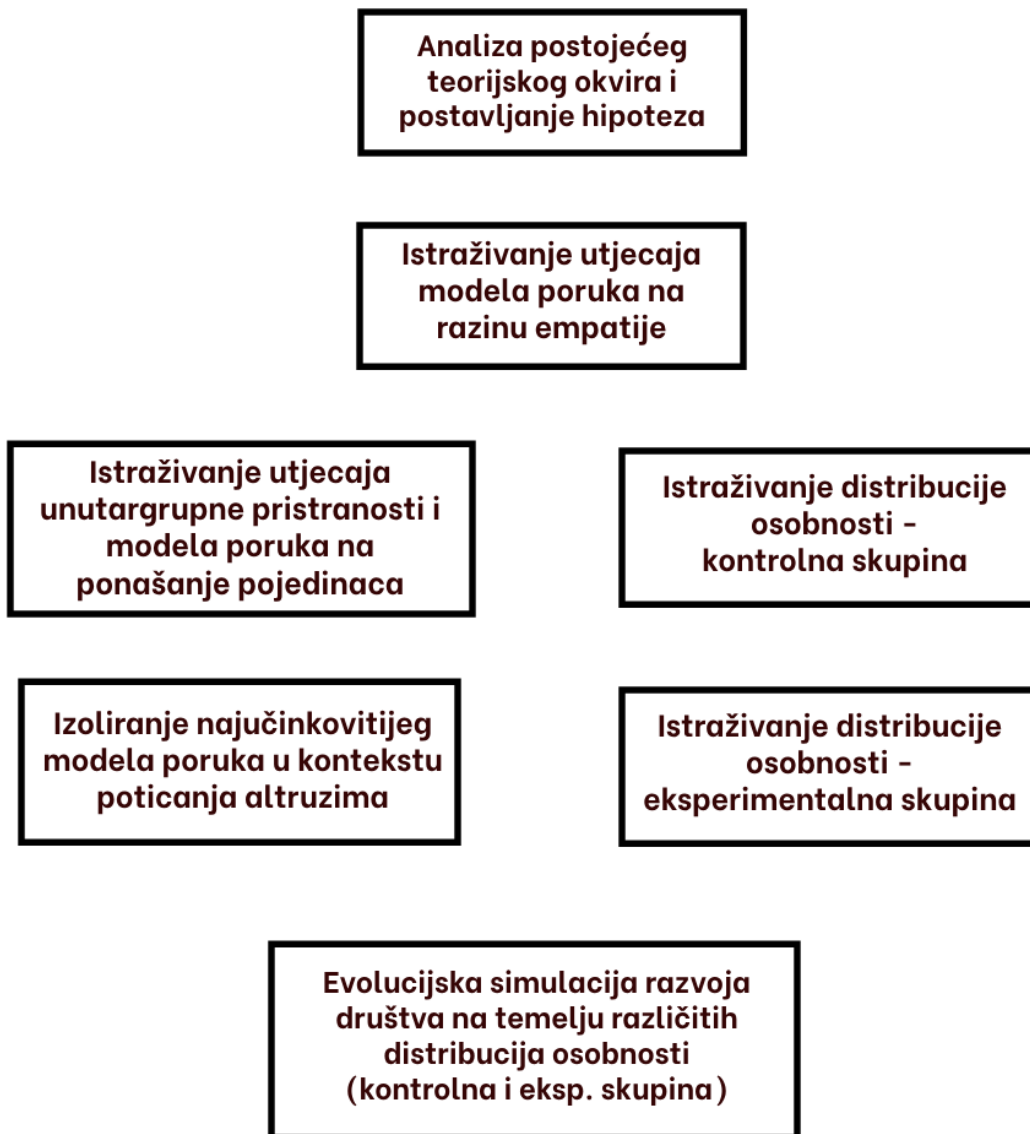 Analiza postojećeg
teorijskog okvira i
postavljanje hipoteza
Istraživanje utjecaja
modela poruka na
razinu empatije
Istraživanje utjecaja
unutargrupne pristranosti i
modela poruka na
ponašanje pojedinaca
Istraživanje distribucije
osobnosti -
kontrolna skupina
Izoliranje najučinkovitijeg
modela poruka u kontekstu
poticanja altruzima
Istraživanje distribucije
osobnosti -
eksperimentalna skupina
Evolucijska simulacija razvoja
društva na temelju različitih
distribucija osobnosti
(kontrolna i eksp. skupina)